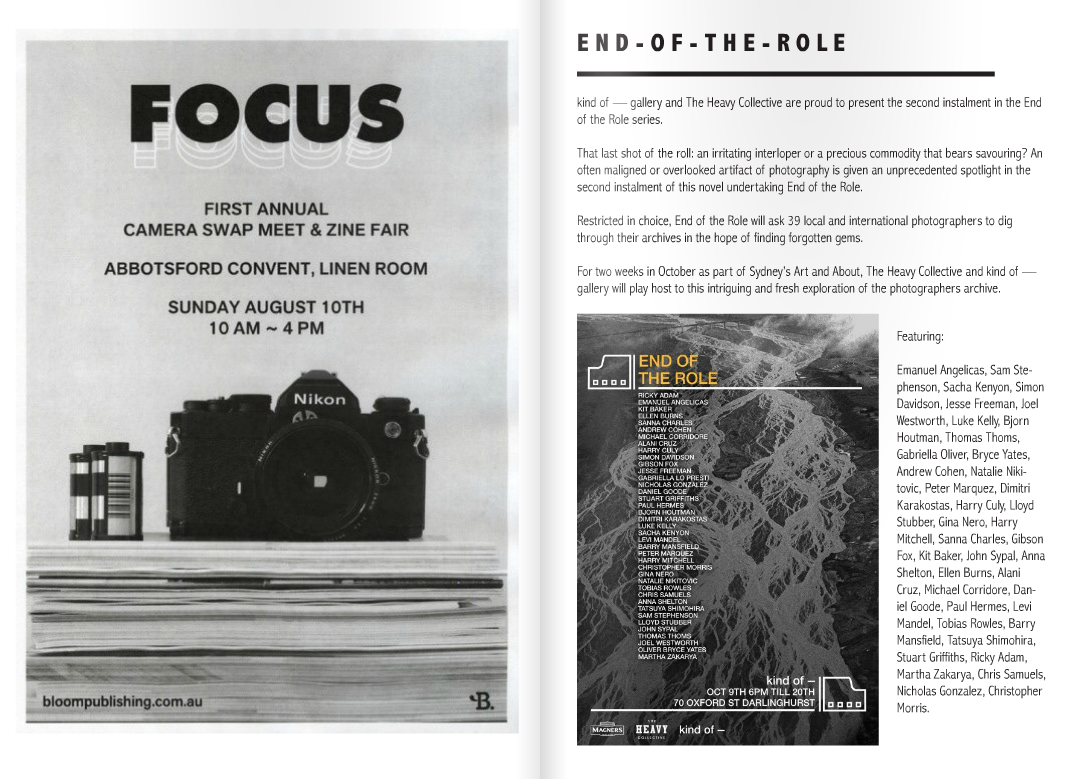 FOCUS
FIRST ANNUAL
CAMERA SWAP MEET & ZINE FAIR
ABBOTSFORD CONVENT, LINEN ROOM
SUNDAY AUGUST 10TH
10 AM ~ 4 PM
Nikon
bloompublishing.com.au
B.
END-OF-THE-ROLE
kind of — gallery and The Heavy Collective are proud to present the second instalment in the End
of the Role series.
That last shot of the roll: an irritating interloper or a precious commodity that bears savouring? An
often maligned or overlooked artifact of photography is given an unprecedented spotlight in the
second instalment of this novel undertaking End of the Role.
Restricted in choice, End of the Role will ask 39 local and international photographers to dig
through their archives in the hope of finding forgotten gems.
For two weeks in October as part of Sydney's Art and About, The Heavy Collective and kind of —
gallery will play host to this intriguing and fresh exploration of the photographers archive.
END OF
THE ROLE
RICKY ADAM
EMANUEL ANGELICAS
KIT BAKER
ELLEN BURNS
SANNA CHARLES
ANDREW COHEN
MICHAEL CORRIDORE
ALANI CRUZ
HARRY CULY
SIMON DAVIDSON
GIBSON FOX
JESSE FREEMAN
GABRIELLA LO PRESTI
NICHOLAS GONZALEZ
DANIEL GOODE
STUART GRIFFITHS
PAUL HERMES
BJORN HOUTMAN
DIMITRI KARAKOSTAS
LUKE KELLY
SACHA KENYON
LEVI MANDEL
BARRY MANSFIELD
PETER MARQUEZ
HARRY MITCHELL
CHRISTOPHER MORRIS
GINA NERO
NATALIE NIKITOVIC
TOBIAS ROWLES
CHRIS SAMUELS
ANNA SHELTON
TATSUYA SHIMOHIRA
SAM STEPHENSON
LLOYD STUBBER
JOHN SYPAL
THOMAS THOMS
JOEL WESTWORTH
OLIVER BRYCE YATES
MARTHA ZAKARYA
kind of –
OCT 9TH 6PM TILL 20TH
70 OXFORD ST DARLINGHURST
MAGNERS
THE
HEAVY
COLLECTIVE
kind of –
Featuring:
Emanuel Angelicas, Sam Ste-
phenson, Sacha Kenyon, Simon
Davidson, Jesse Freeman, Joel
Westworth, Luke Kelly, Bjorn
Houtman, Thomas Thoms,
Gabriella Oliver, Bryce Yates,
Andrew Cohen, Natalie Niki-
tovic, Peter Marquez, Dimitri
Karakostas, Harry Culy, Lloyd
Stubber, Gina Nero, Harry
Mitchell, Sanna Charles, Gibson
Fox, Kit Baker, John Sypal, Anna
Shelton, Ellen Burns, Alani
Cruz, Michael Corridore, Dan-
iel Goode, Paul Hermes, Levi
Mandel, Tobias Rowles, Barry
Mansfield, Tatsuya Shimohira,
Stuart Griffiths, Ricky Adam,
Martha Zakarya, Chris Samuels,
Nicholas Gonzalez, Christopher
Morris.